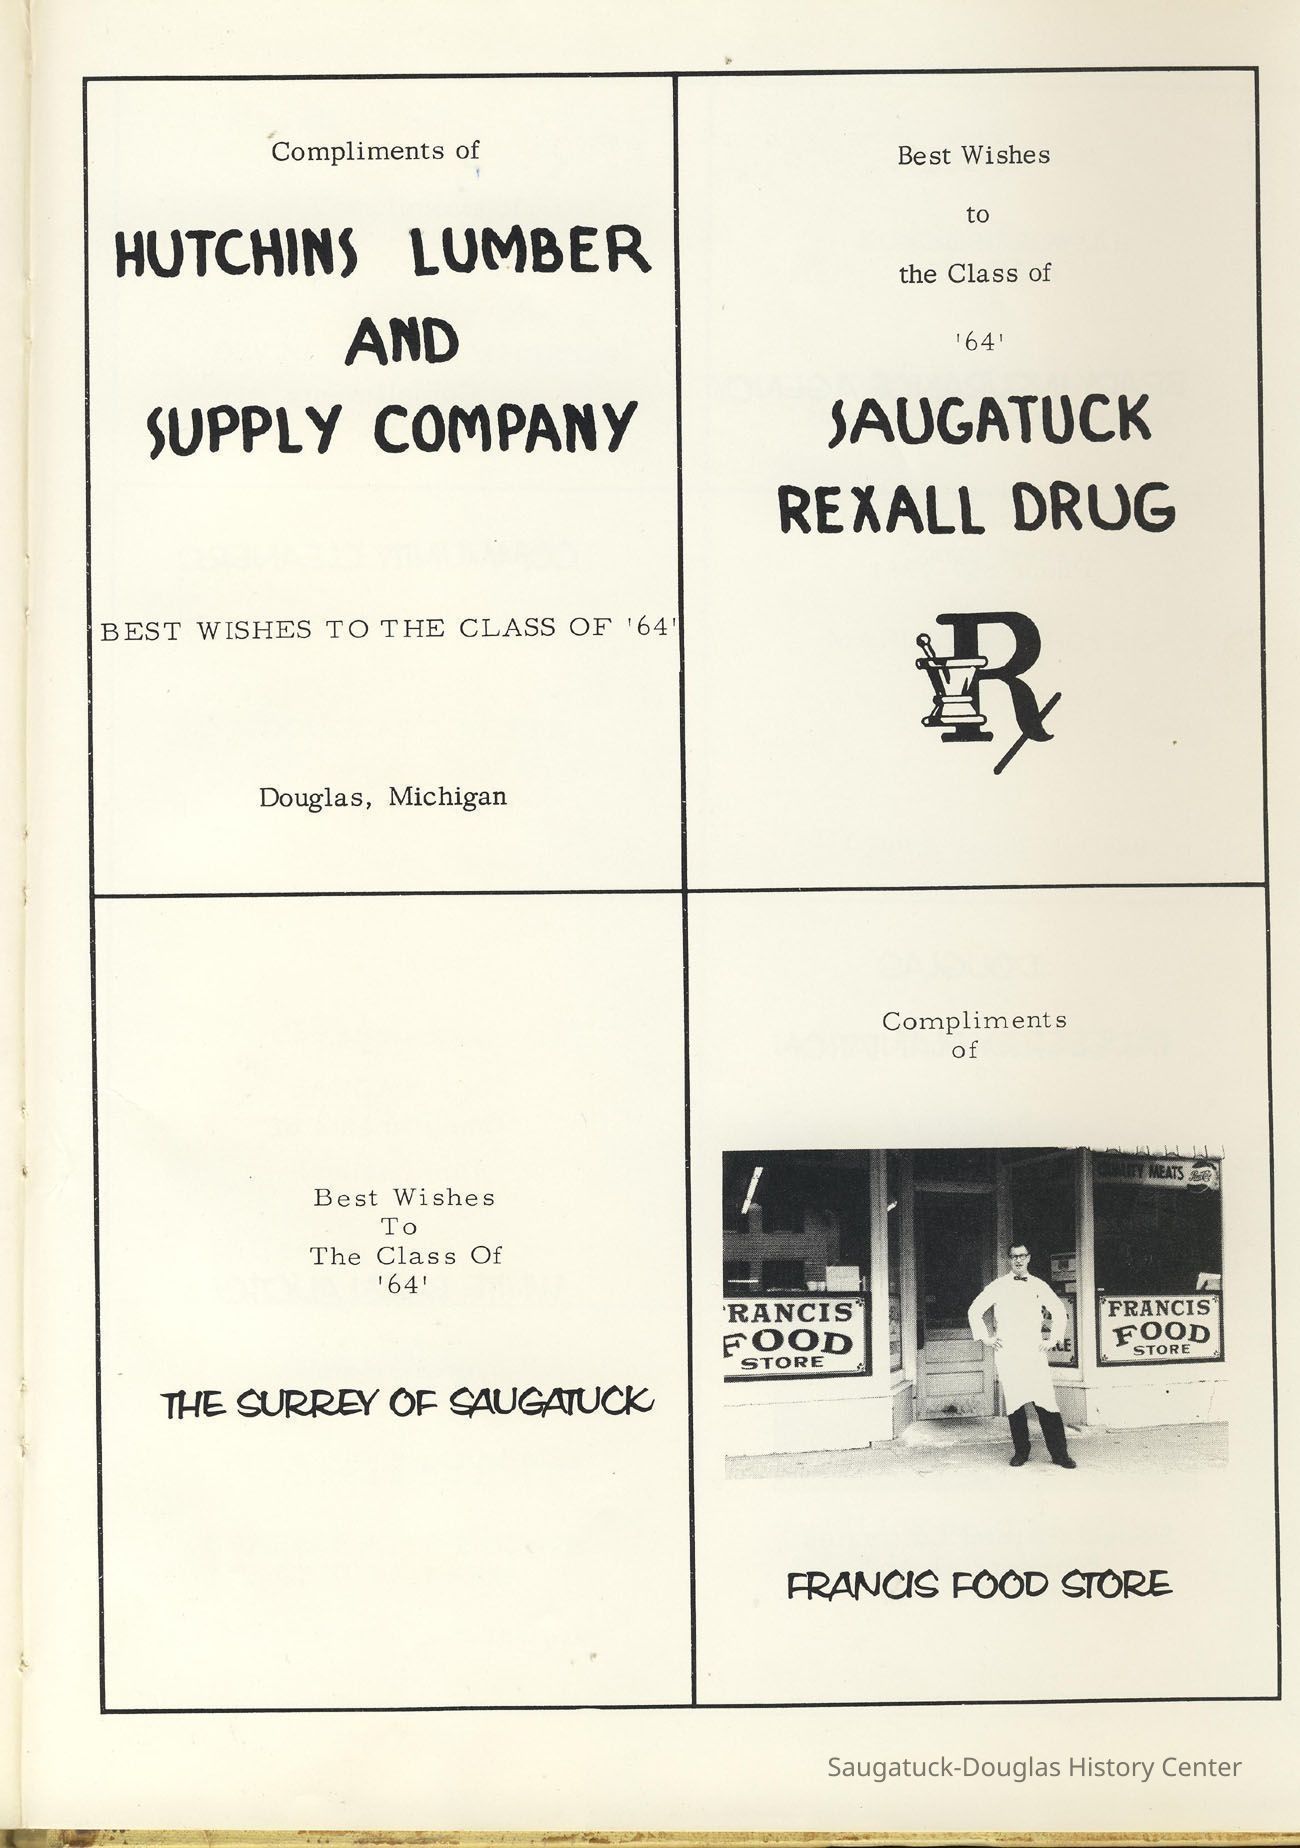 Compliments of
HUTCHINS LUMBER
AND
SUPPLY COMPANY
BEST WISHES TO THE CLASS OF '64'
Douglas, Michigan
Best Wishes
to
the Class of
'64'
SAUGATUCK
REXALL DRUG
Rx
Best Wishes
To
The Class Of
'64'
THE SURREY OF SAUGATUCK
Compliments
of
MEATS
RANCIS
FOOD
STORE
FRANCIS
FOOD
STORE
FRANCIS FOOD STORE
Saugatuck-Douglas History Center